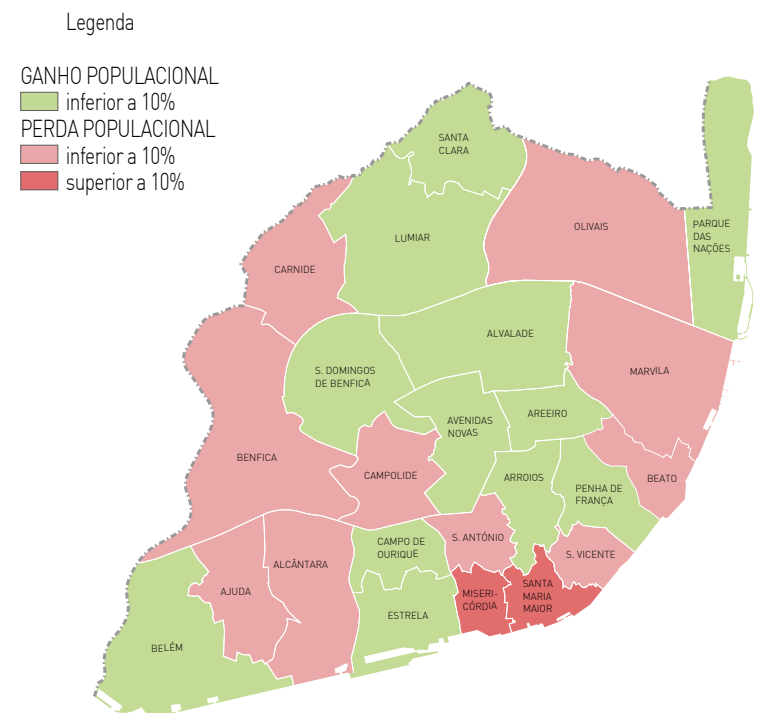 Legenda
GANHO POPULACIONAL
inferior a 10%
PERDA POPULACIONAL
inferior a 10%
superior a 10%
SANTA
CLARA
LUMIAR
OLIVAIS
PARQUE
DAS
NAÇÕES
CARNIDE
ALVALADE
S. DOMINGOS
DE BENFICA
MARVILA
AVENIDAS
NOVAS
AREEIRO
BENFICA
CAMPOLIDE
ARROIOS
PENHA DE
FRANÇA
BEATO
CAMPO DE
OURIQUE
S. ANTÓNIO
S. VICENTE
ALCÂNTARA
AJUDA
MISERI-
CÓRDIA
SANTA
MARIA
MAIOR
ESTRELA
BELÉM